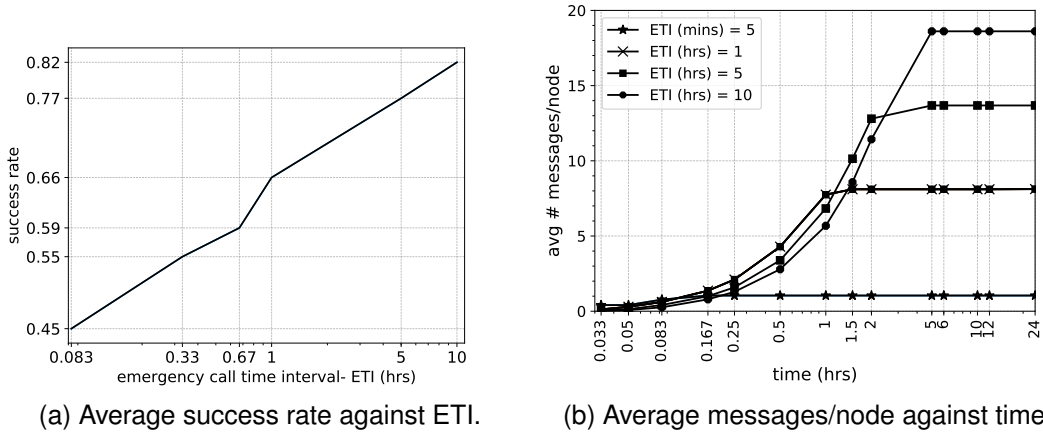 0.82
0.77
0.66
0.59
0.55
0.45
success rate
0.083 0.33 0.67 1 5 10
emergency call time interval- ETI (hrs)
(a) Average success rate against ETI.
20
15
10
5
0
avg # messages/node
ETI (mins) = 5
ETI (hrs) = 1
ETI (hrs) = 5
ETI (hrs) = 10
0.033 0.05 0.083 0.167 0.25 0.5 1 1.5 2 5 6 10 12 24
time (hrs)
(b) Average messages/node against time